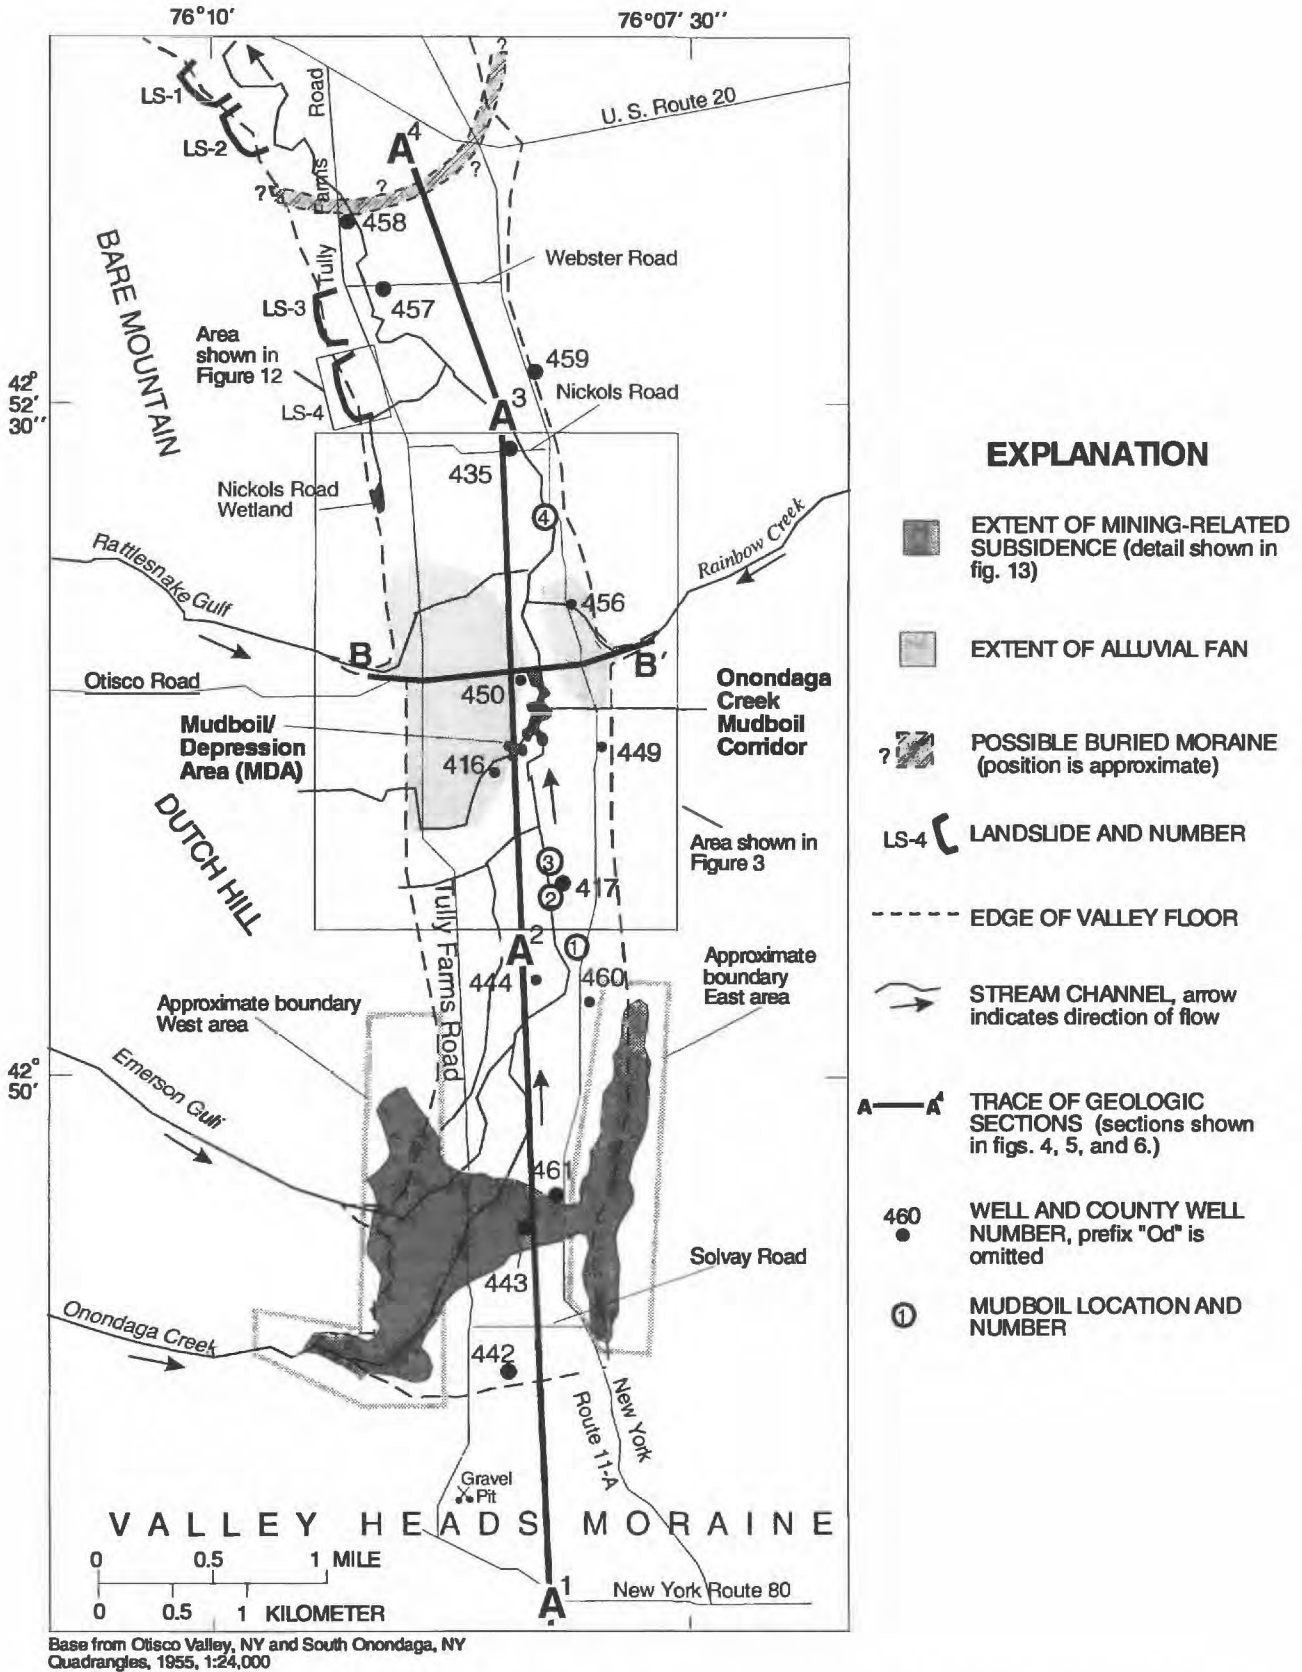 76°10'
76°07'30''
LS-1
LS-2
Tully Farms Road
U. S. Route 20
A4
?
?
?
?
458
BARE MOUNTAIN
Webster Road
LS-3
457
Area
shown in
Figure 12
459
42°
52'
30''
LS-4
A3
Nickols Road
435
Nickols Road
Wetland
4
Rattlesnake Gulf
Rainbow Creek
456
B
B'
Otisco Road
450
Onondaga
Creek
Mudboil
Corridor
Mudboil/
Depression
Area (MDA)
416
449
DUTCH HILL
Area shown in
Figure 3
3
417
2
Tully Farms Road
A2
1
444
460
Approximate
boundary
East area
Approximate boundary
West area
42°
50'
Emerson Gulf
461
443
Solvay Road
Onondaga Creek
442
New York
Route 11-A
Gravel
Pit
VALLEY HEADS MORAINE
0 0.5 1 MILE
0 0.5 1 KILOMETER
A1
New York Route 80
Base from Otisco Valley, NY and South Onondaga, NY
Quadrangles, 1955, 1:24,000
EXPLANATION
EXTENT OF MINING-RELATED
SUBSIDENCE (detail shown in
fig. 13)
EXTENT OF ALLUVIAL FAN
?
POSSIBLE BURIED MORAINE
(position is approximate)
LS-4
LANDSLIDE AND NUMBER
EDGE OF VALLEY FLOOR
STREAM CHANNEL, arrow
indicates direction of flow
A A4
TRACE OF GEOLOGIC
SECTIONS (sections shown
in figs. 4, 5, and 6.)
460
WELL AND COUNTY WELL
NUMBER, prefix "Od" is
omitted
1
MUDBOIL LOCATION AND
NUMBER